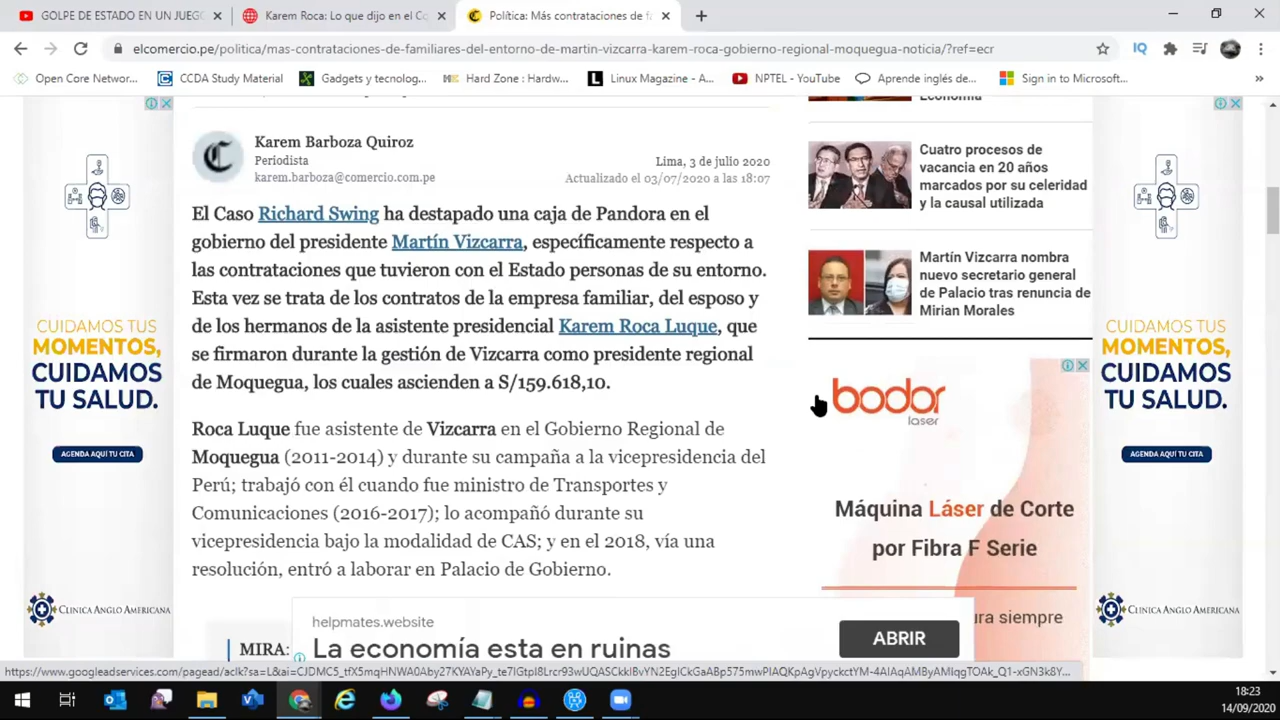 GOLPE DE ESTADO EN UN JUEGO
Karem Roca: Lo que dijo en el Co
Política: Más contrataciones de fa
elcomercio.pe/politica/mas-contrataciones-de-familiares-del-entorno-de-martin-vizcarra-karem-roca-gobierno-regional-moquegua-noticia/?ref=ecr
Open Core Networ...
CCDA Study Material
Gadgets y tecnolog...
Hard Zone : Hardw...
Linux Magazine - A...
NPTEL - YouTube
Aprende inglés de...
Sign in to Microsoft...
Karem Barboza Quiroz
Periodista
karem.barboza@comercio.com.pe
Lima, 3 de julio 2020
Actualizado el 03/07/2020 a las 18:07
El Caso Richard Swing ha destapado una caja de Pandora en el
gobierno del presidente Martín Vizcarra, específicamente respecto a
las contrataciones que tuvieron con el Estado personas de su entorno.
Esta vez se trata de los contratos de la empresa familiar, del esposo y
de los hermanos de la asistente presidencial Karem Roca Luque, que
se firmaron durante la gestión de Vizcarra como presidente regional
de Moquegua, los cuales ascienden a S/159.618,10.
Roca Luque fue asistente de Vizcarra en el Gobierno Regional de
Moquegua (2011-2014) y durante su campaña a la vicepresidencia del
Perú; trabajó con él cuando fue ministro de Transportes y
Comunicaciones (2016-2017); lo acompañó durante su
vicepresidencia bajo la modalidad de CAS; y en el 2018, vía una
resolución, entró a laborar en Palacio de Gobierno.
MIRA:
helpmates.website
La economía esta en ruinas
ABRIR
Economía
Cuatro procesos de
vacancia en 20 años
marcados por su celeridad
y la causal utilizada
Martín Vizcarra nombra
nuevo secretario general
de Palacio tras renuncia de
Mirian Morales
bodor
laser
Máquina Láser de Corte
por Fibra F Serie
ura siempre
CUIDAMOS TUS
MOMENTOS,
CUIDAMOS
TU SALUD.
AGENDA AQUÍ TU CITA
CLINICA ANGLO AMERICANA
CUIDAMOS TUS
MOMENTOS,
CUIDAMOS
TU SALUD.
AGENDA AQUÍ TU CITA
CLINICA ANGLO AMERICANA
18:23
14/09/2020